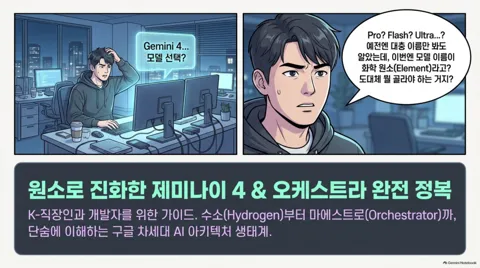 Gemini 4...
모델 선택?
Pro? Flash? Ultra...?
예전엔 대충 이름만 봐도
알았는데, 이번엔 모델 이름이
화학 원소(Element)라고?
도대체 뭘 골라야 하는 거지?
원소로 진화한 제미나이 4 & 오케스트라 완전 정복
K-직장인과 개발자를 위한 가이드. 수소(Hydrogen)부터 마에스트로(Orchestrator)까,
단숨에 이해하는 구글 차세대 AI 아키텍처 생태계.